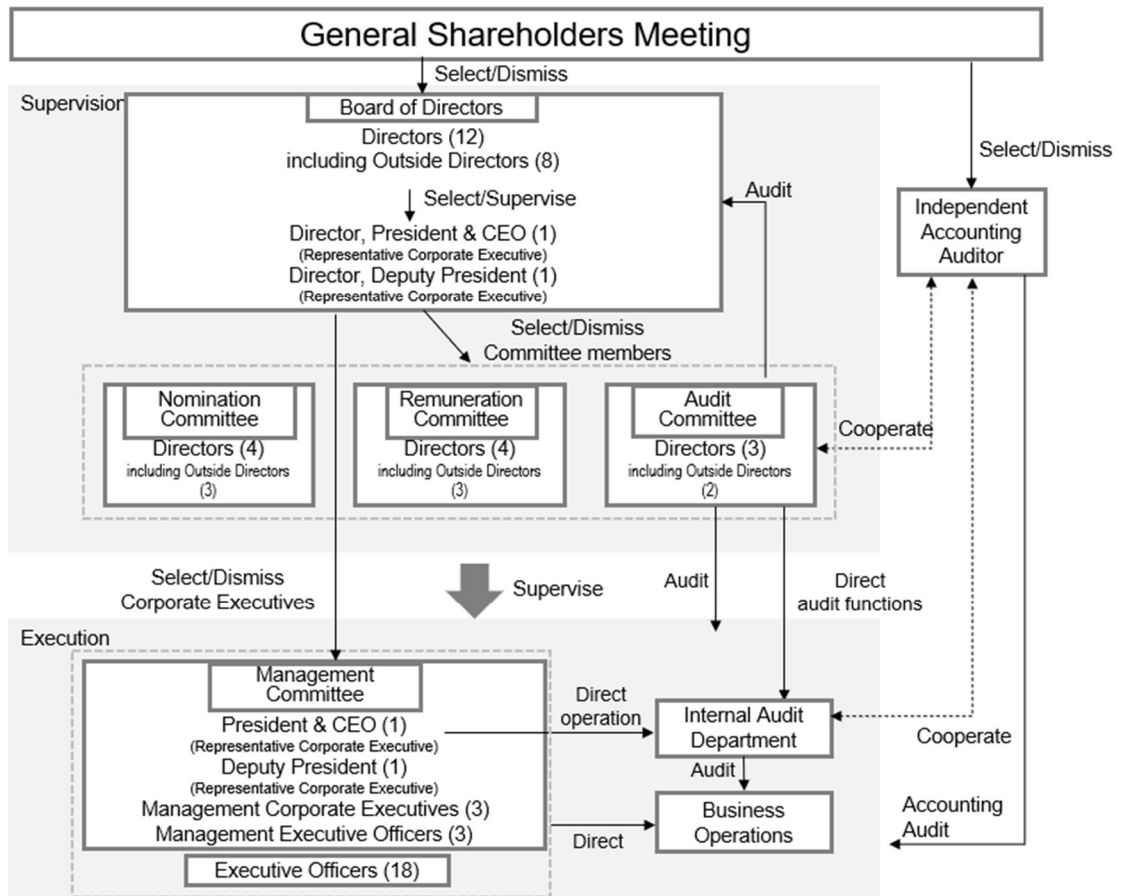 General Shareholders Meeting
Select/Dismiss
Supervision
Board of Directors
Directors (12)
including Outside Directors (8)
Select/Supervise
Director, President & CEO (1)
(Representative Corporate Executive)
Director, Deputy President (1)
(Representative Corporate Executive)
Audit
Select/Dismiss
Independent
Accounting
Auditor
Select/Dismiss
Committee members
Nomination
Committee
Directors (4)
including Outside Directors
(3)
Remuneration
Committee
Directors (4)
including Outside Directors
(3)
Audit
Committee
Directors (3)
including Outside Directors
(2)
Cooperate
Select/Dismiss
Corporate Executives
Supervise
Audit
Direct
audit functions
Execution
Management
Committee
President & CEO (1)
(Representative Corporate Executive)
Deputy President (1)
(Representative Corporate Executive)
Management Corporate Executives (3)
Management Executive Officers (3)
Executive Officers (18)
Direct
operation
Internal Audit
Department
Audit
Direct
Business
Operations
Cooperate
Accounting
Audit